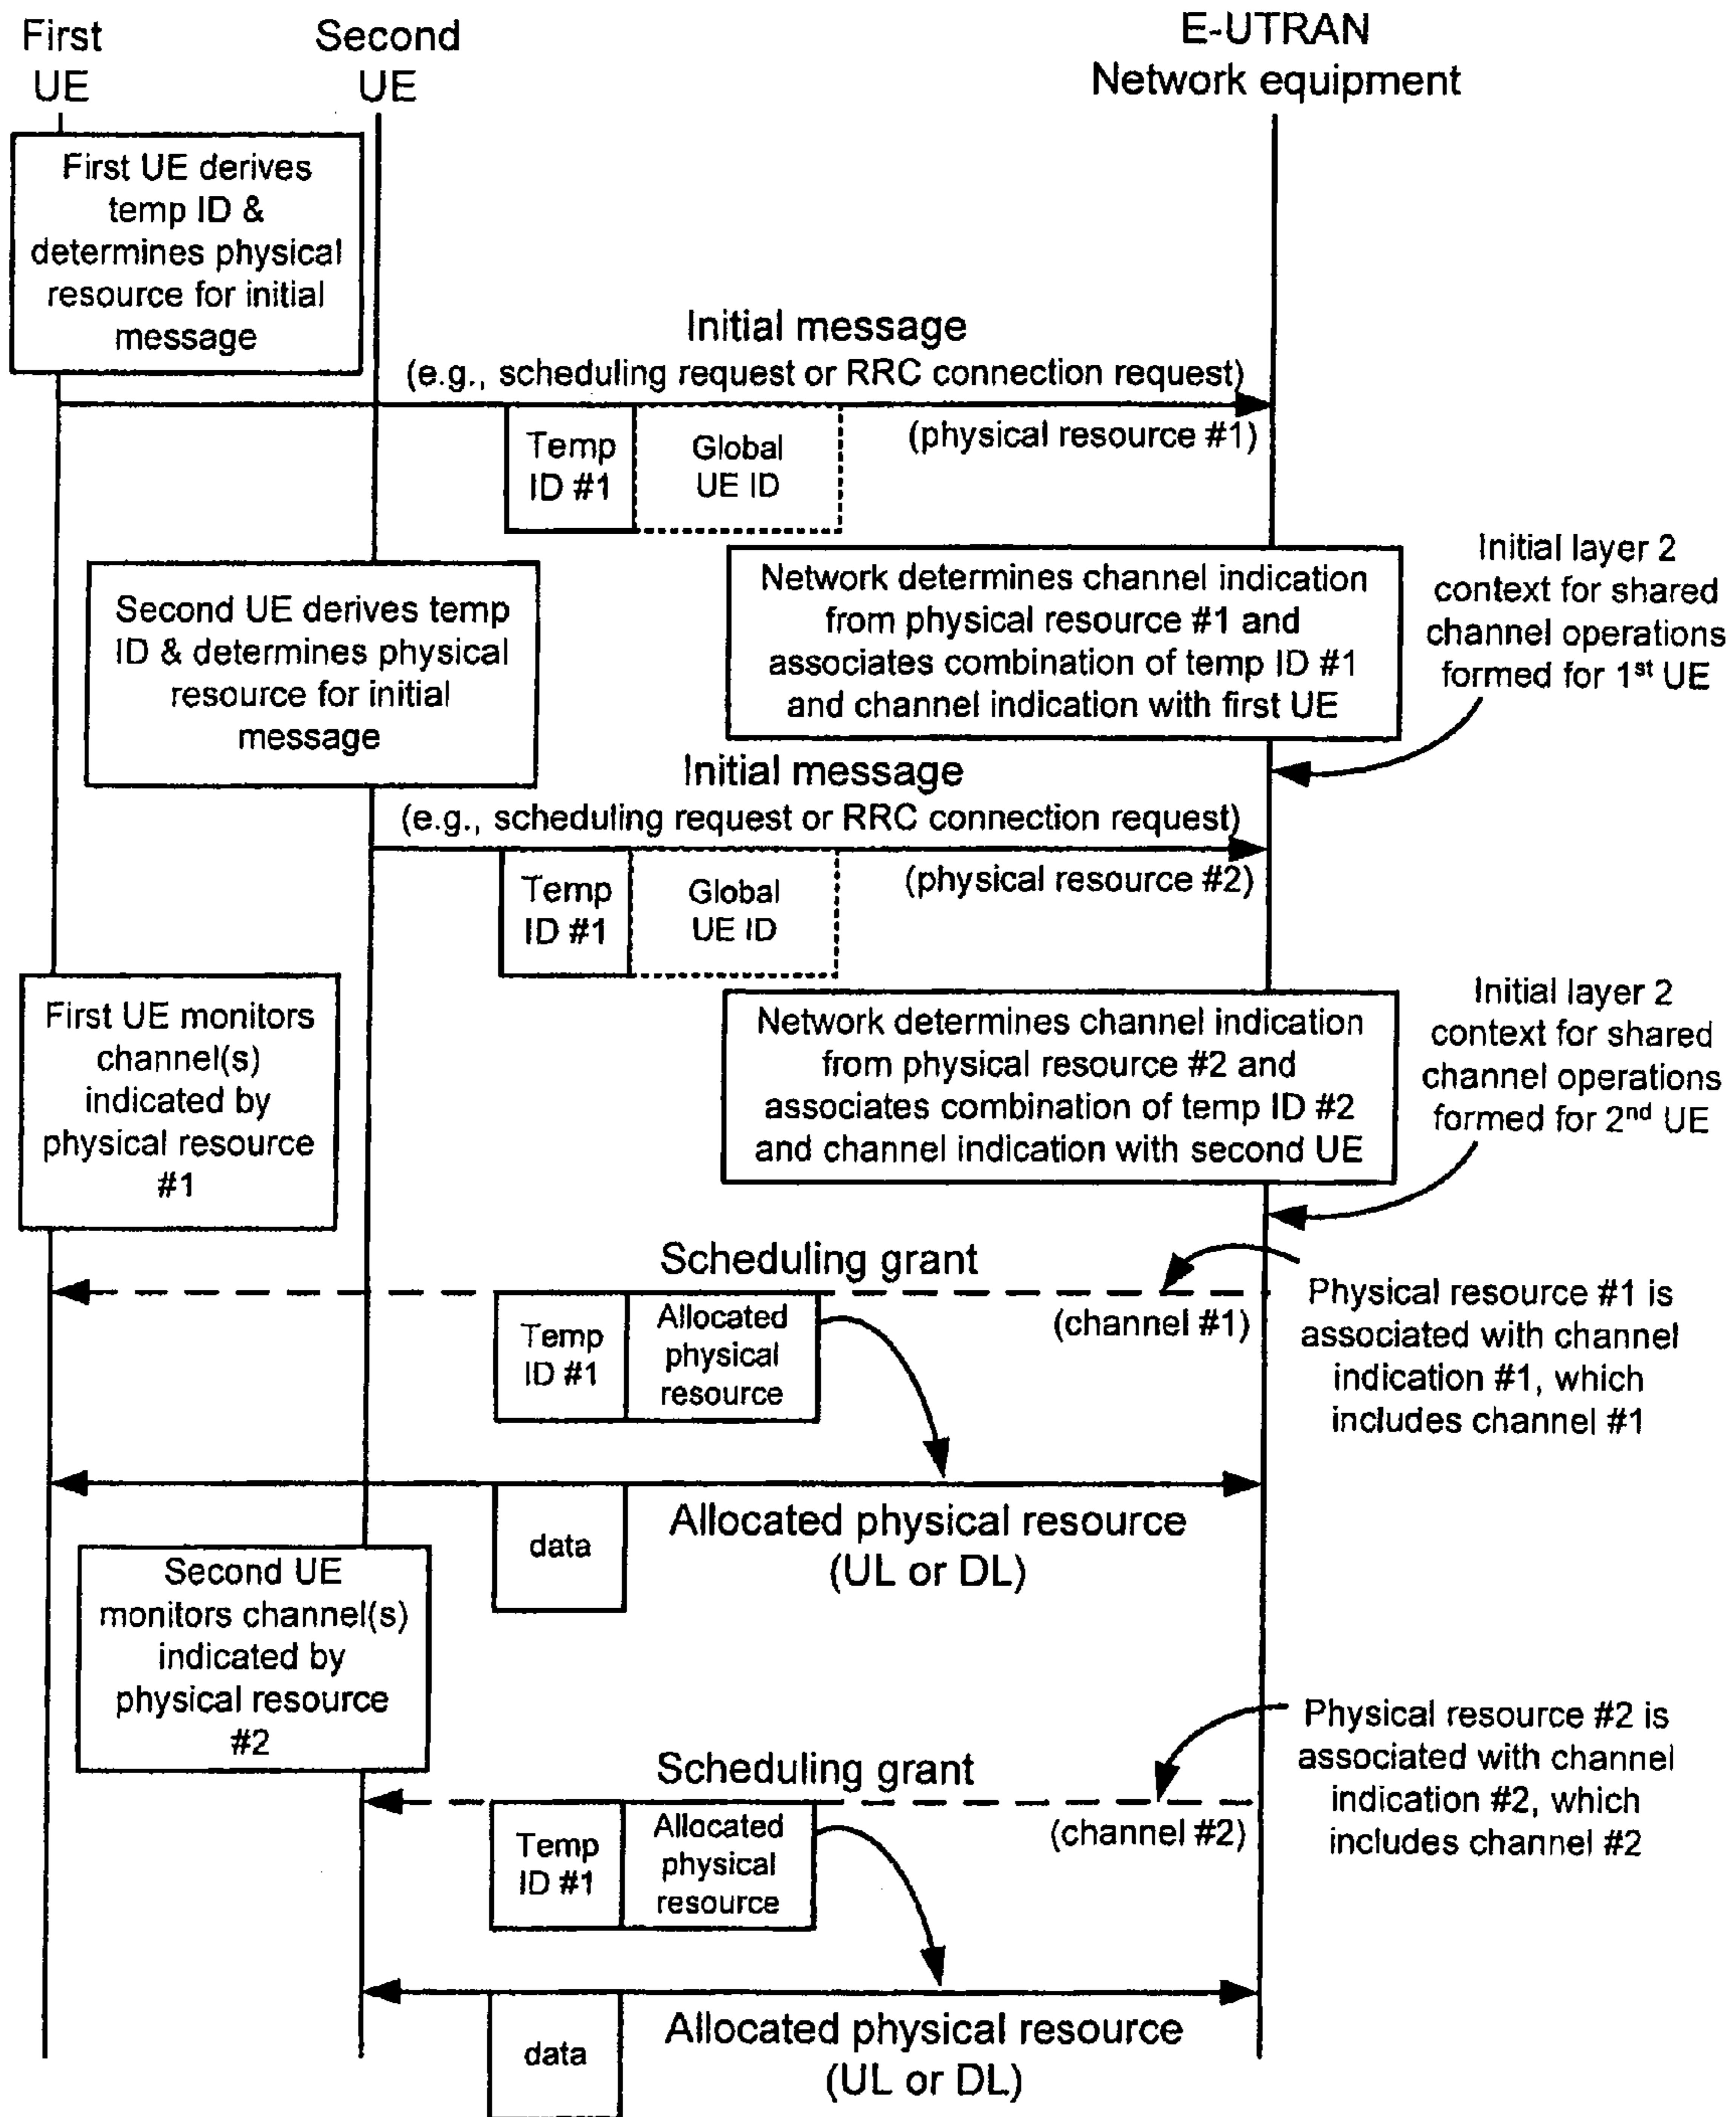 First
UE
Second
UE
E-UTRAN
Network equipment
First UE derives
temp ID &
determines physical
resource for initial
message
Initial message
(e.g., scheduling request or RRC connection request)
(physical resource #1)
Temp
ID #1
Global
UE ID
Network determines channel indication
from physical resource #1 and
associates combination of temp ID #1
and channel indication with first UE
Initial layer 2
context for shared
channel operations
formed for 1st UE
Second UE derives temp
ID & determines physical
resource for initial
message
Initial message
(e.g., scheduling request or RRC connection request)
(physical resource #2)
Temp
ID #1
Global
UE ID
First UE monitors
channel(s)
indicated by
physical resource
#1
Network determines channel indication
from physical resource #2 and
associates combination of temp ID #2
and channel indication with second UE
Initial layer 2
context for shared
channel operations
formed for 2nd UE
Scheduling grant
(channel #1)
Temp
ID #1
Allocated
physical
resource
Physical resource #1 is
associated with channel
indication #1, which
includes channel #1
data
Allocated physical resource
(UL or DL)
Second UE
monitors channel(s)
indicated by
physical resource
#2
Scheduling grant
(channel #2)
Temp
ID #1
Allocated
physical
resource
Physical resource #2 is
associated with channel
indication #2, which
includes channel #2
data
Allocated physical resource
(UL or DL)